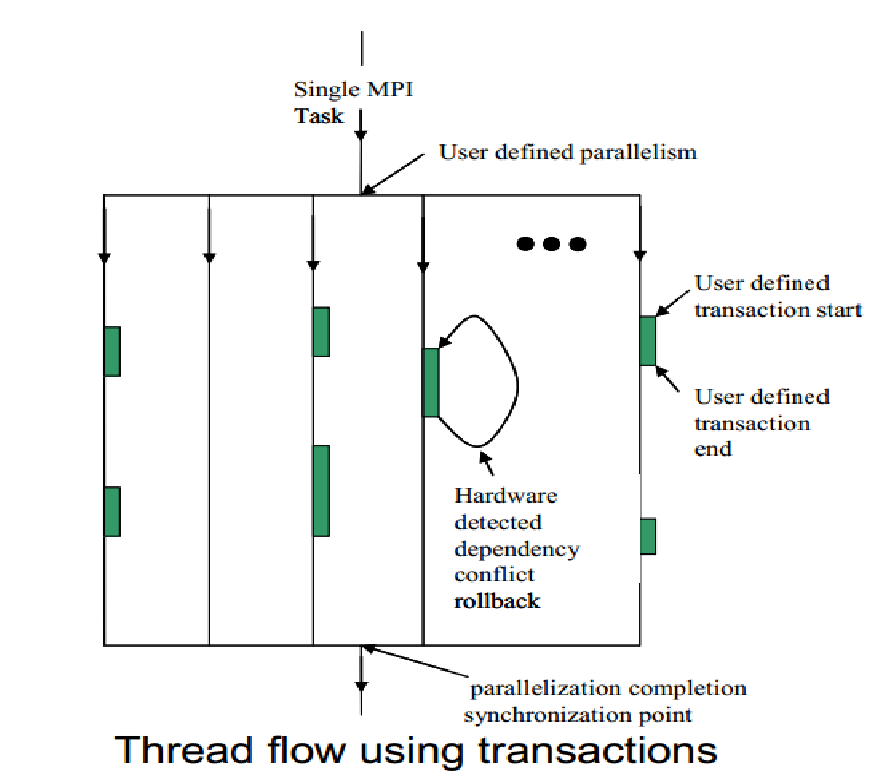 Single MPI
Task
User defined parallelism
User defined
transaction start
User defined
transaction
end
Hardware
detected
dependency
conflict
rollback
parallelization completion
synchronization point
Thread flow using transactions